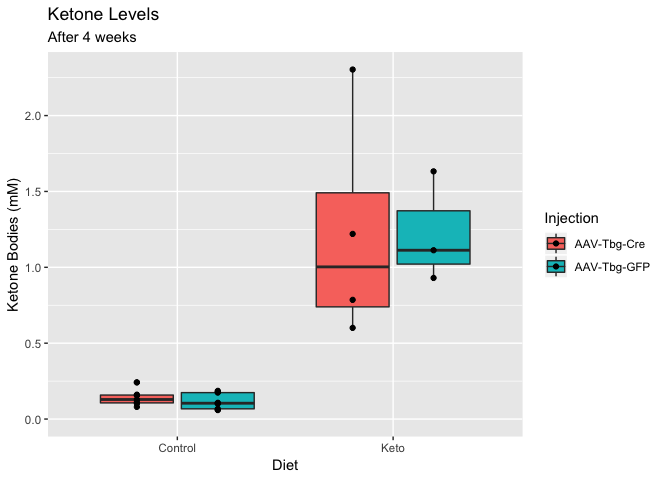 Ketone Levels
After 4 weeks
Ketone Bodies (mM)
2.0
1.5
1.0
0.5
0.0
Control
Keto
Diet
Injection
AAV-Tbg-Cre
AAV-Tbg-GFP